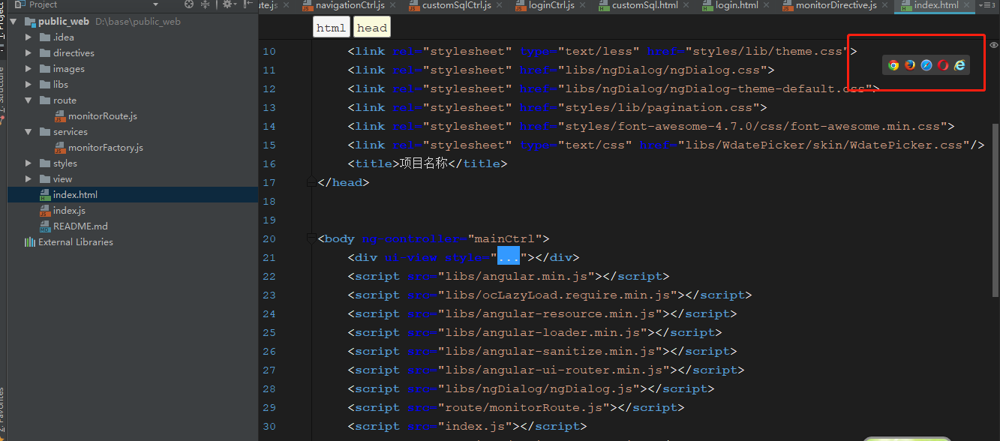 Project
ute.js
navigationCtrl.js
customSqlCtrl.js
loginCtrl.js
customSql.html
login.html
monitorDirective.js
index.html
3
public_web D:\base\public_web
.idea
directives
images
libs
route
monitorRoute.js
services
monitorFactory.js
styles
view
index.html
index.js
README.md
External Libraries
html head
10 <link rel "stylesheet" type "text/less" href "styles/lib/theme.css">
11 <link rel="stylesheet" href="libs/ngDialog/ngDialog.css">
12 <link rel "stylesheet" href "libs/ngDialog/ngDialog-theme-default.css">
13 <link rel="stylesheet" href="styles/lib/pagination.css">
14 <link rel "stylesheet" href "styles/font-awesome-4.7.0/css/font-awesome.min.css">
15 <link rel="stylesheet" type="text/css" href="libs/WdatePicker/skin/WdatePicker.css"/>
16 <title>项目名称</title>
17 </head>
18
19
20 <body ng-controller "mainCtrl">
21 <div ui view style="..."></div>
22 <script src "libs/angular.min.js"></script>
23 <script src="libs/ocLazyLoad.require.min.js"></script>
24 <script src "libs/angular-resource.min.js"></script>
25 <script src="libs/angular-loader.min.js"></script>
26 <script src "libs/angular-sanitize.min.js"></script>
27 <script src="libs/angular-ui-router.min.js"></script>
28 <script src "libs/ngDialog/ngDialog.js"></script>
29 <script src="route/monitorRoute.js"></script>
30 <script src "index.js"></script>